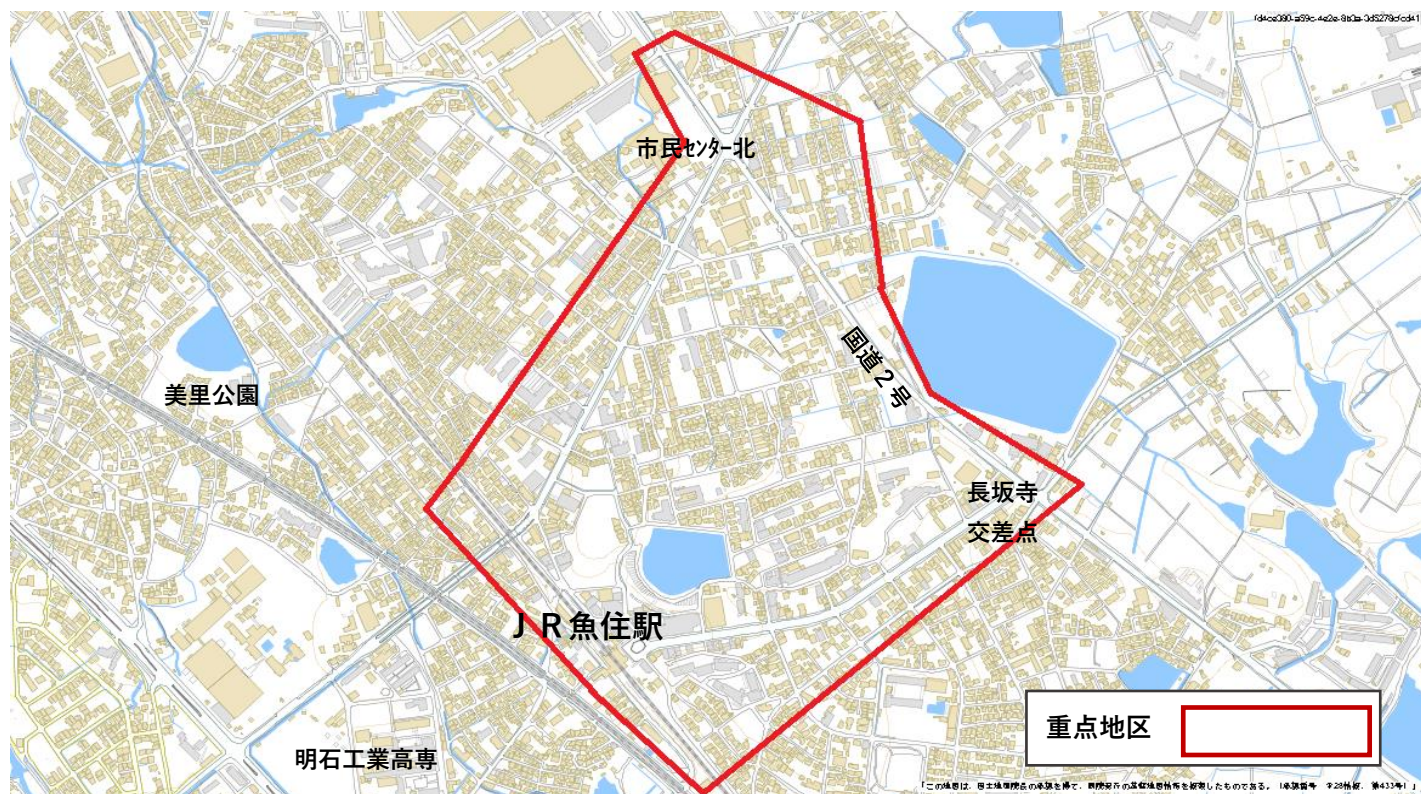 市民ｾﾝﾀｰ北
国道２号
美里公園
長坂寺
交差点
ＪＲ魚住駅
重点地区
明石工業高専